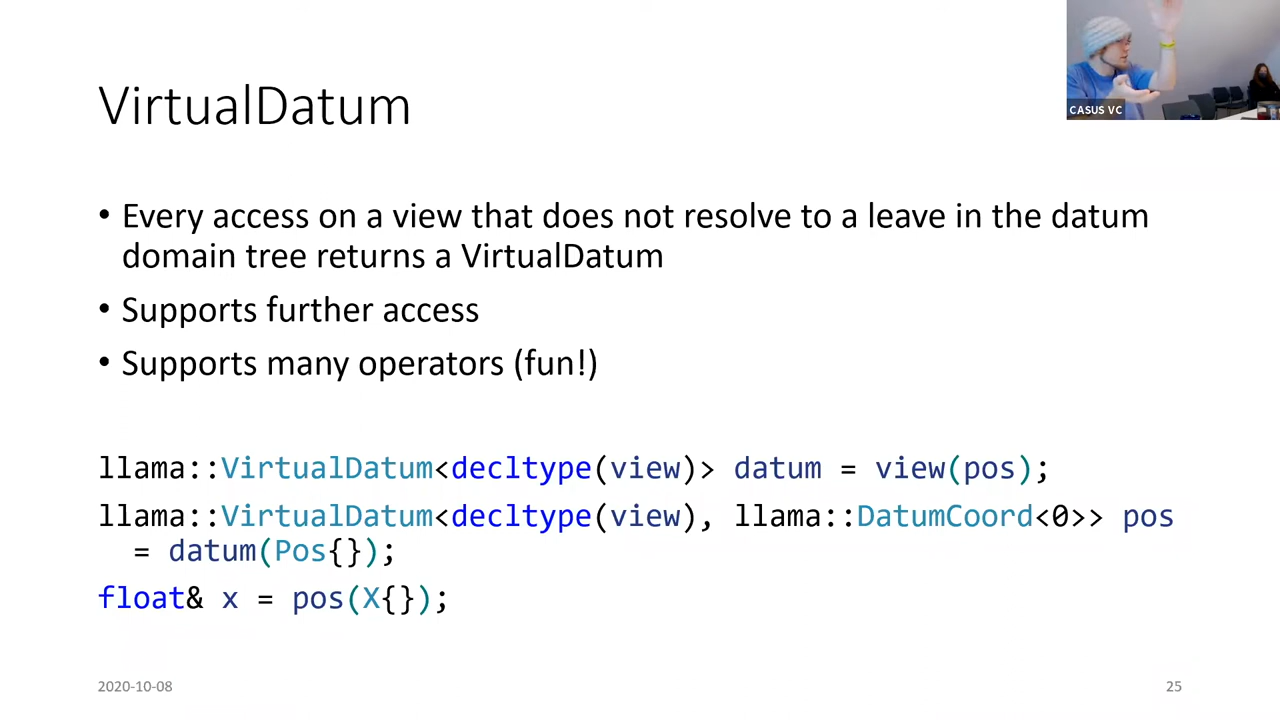 CASUS VC
VirtualDatum
• Every access on a view that does not resolve to a leave in the datum
domain tree returns a VirtualDatum
• Supports further access
• Supports many operators (fun!)
llama::VirtualDatum<decltype(view)> datum = view(pos);
llama::VirtualDatum<decltype(view), llama::DatumCoord<0>> pos
= datum(Pos{});
float& x = pos(X{});
2020-10-08
25